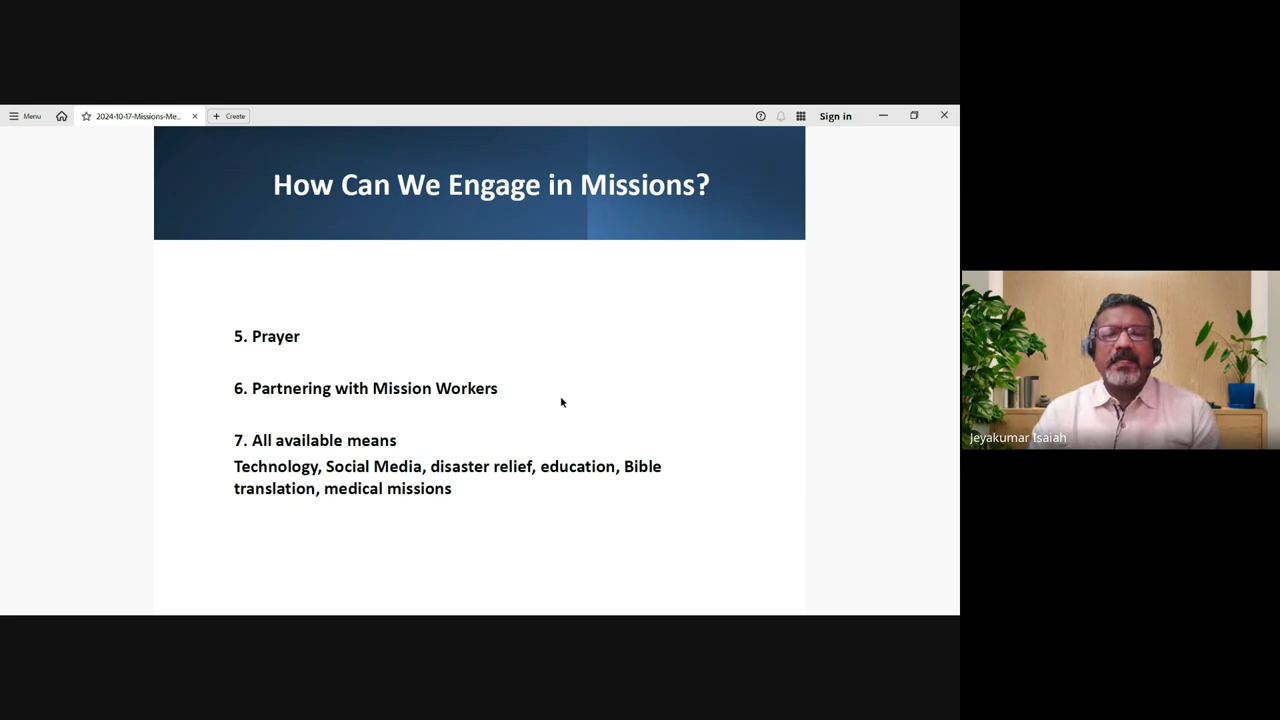 Menu
2024-10-17-Missions-Me...
Create
Sign in
How Can We Engage in Missions?
5. Prayer
6. Partnering with Mission Workers
7. All available means
Technology, Social Media, disaster relief, education, Bible
translation, medical missions
Jeyakumar Isaiah